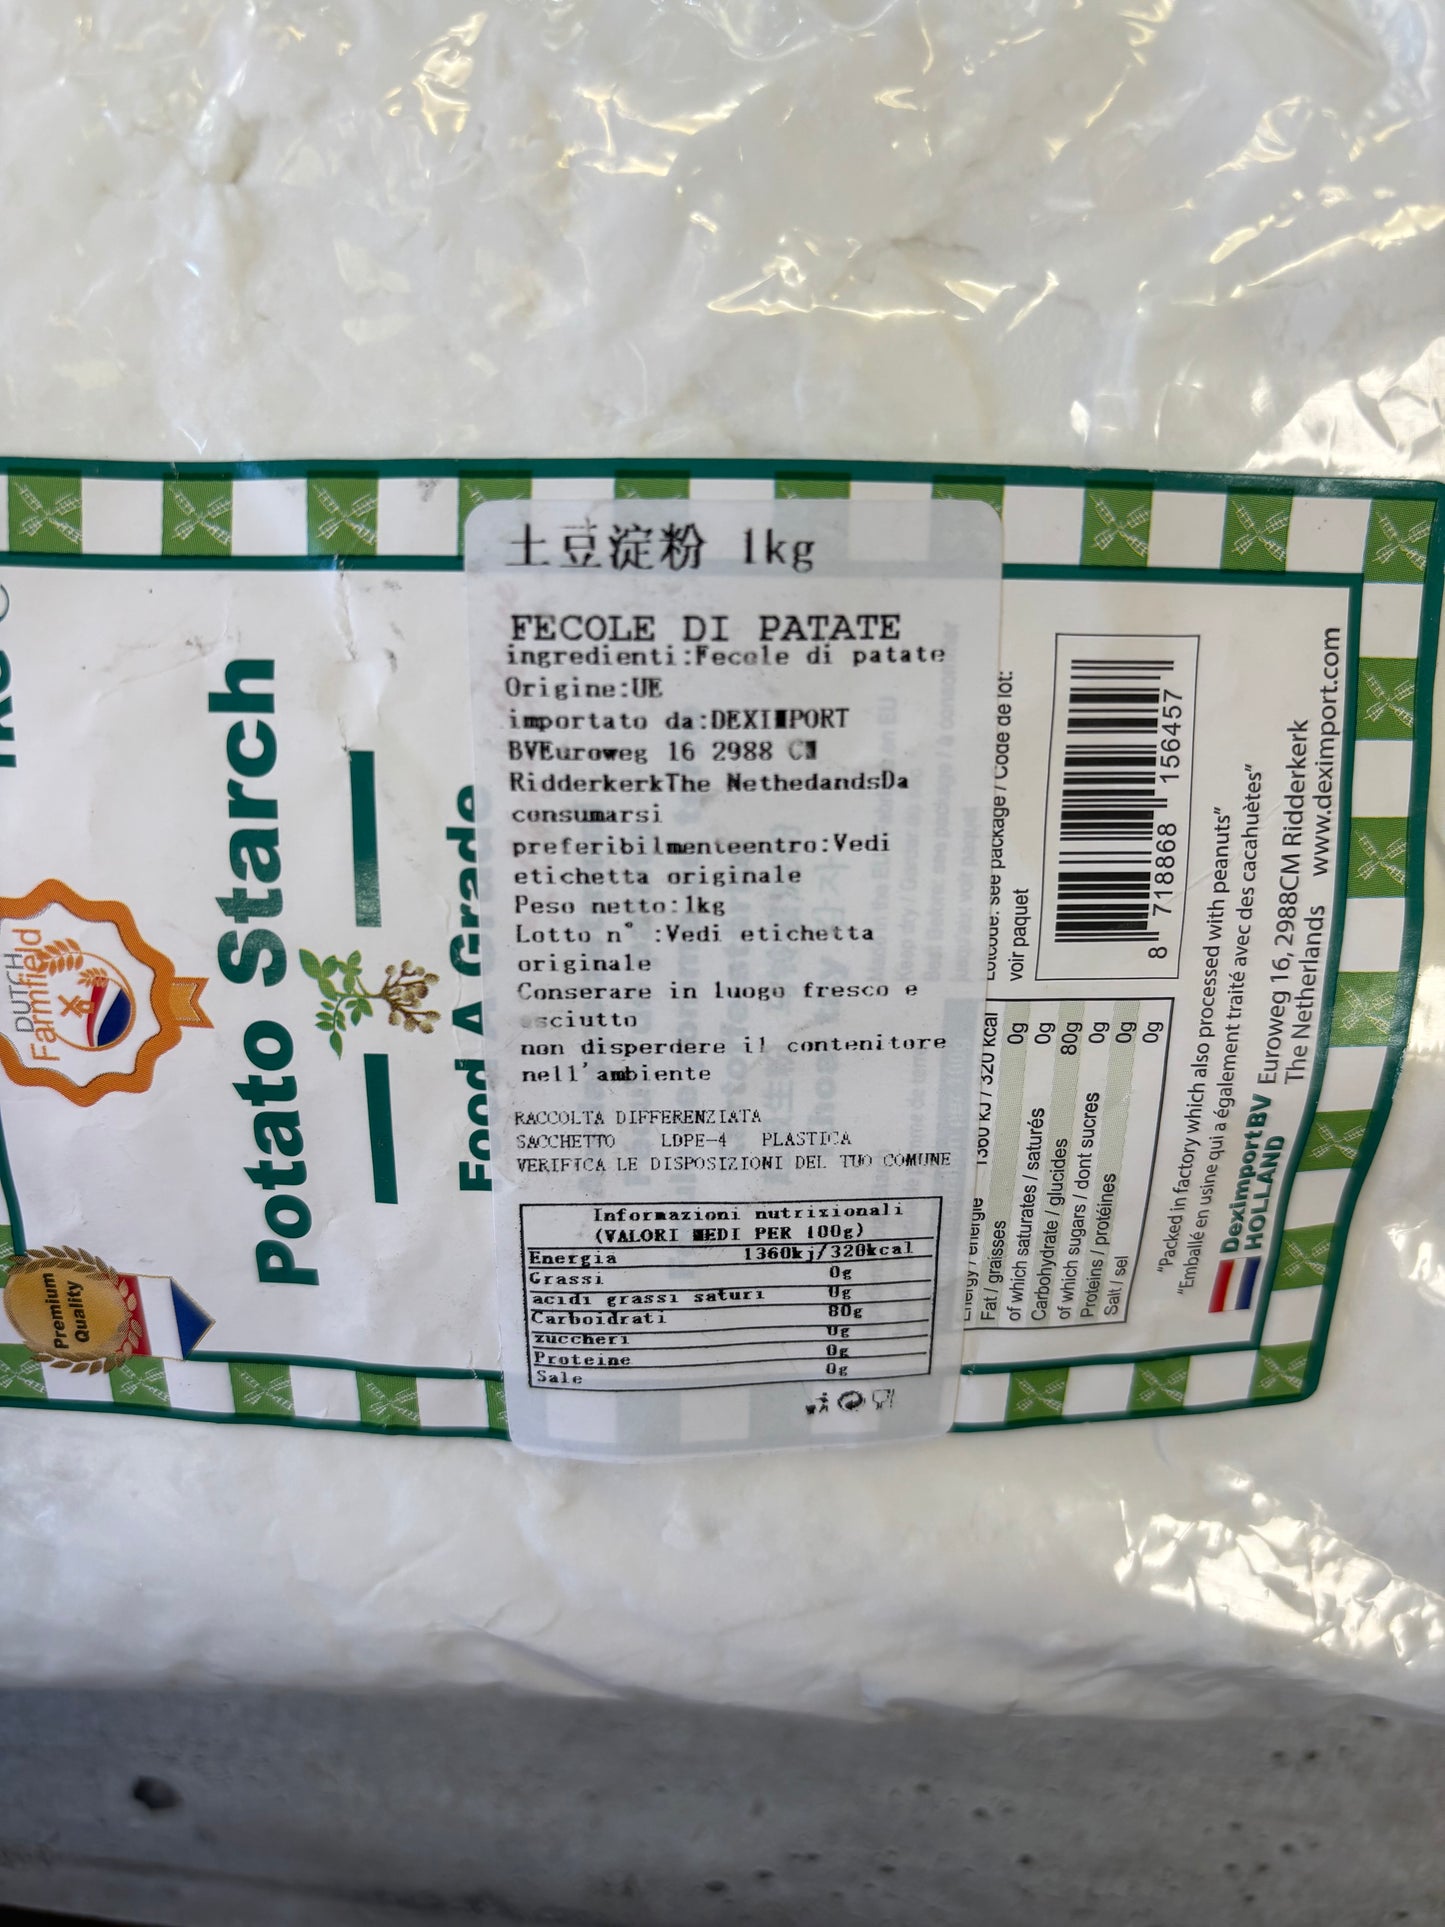 土豆淀粉 1kg
FECOLE DI PATATE
ingredienti:Fecole di patate
Origine:UE
importato da:DEXIMPORT
BVEuroweg 16 2988 CM
RidderkerkThe NethedandsDa
consumarsi
preferibilmenteentro:Vedi
etichetta originale
Peso netto:1kg
Lotto n° :Vedi etichetta
originale
Conserare in luogo fresco e
asciutto
non disperdere il contenitore
nell'ambiente
RACCOLTA DIFFERENZIATA
SACCHETTO LDPE-4 PLASTICA
VERIFICA LE DISPOSIZIONI DEL TUO COMUNE
Informazioni nutrizionali
(VALORI MEDI PER 100g)
Energia 1360kj/320kcal
Grassi 0g
acidi grassi saturi 0g
Carboidrati 80g
zuccheri 0g
Proteine 0g
Sale 0g
DUTCH
Farmfield
Premium
Quality
Potato Starch
Food A Grade
Lotcode: see package / Code de lot:
voir paquet
8 718868 156457
Energy / energie 1360 KJ / 320 kcal
Fat / graisses 0g
of which saturates / saturés 0g
Carbohydrate / glucides 80g
of which sugars / dont sucres 0g
Proteins / protéines 0g
Salt / sel 0g
"Packed in factory which also processed with peanuts"
"Emballé en usine qui a également traité avec des cacahuètes"
Deximport BV Euroweg 16, 2988CM Ridderkerk
HOLLAND The Netherlands www.deximport.com